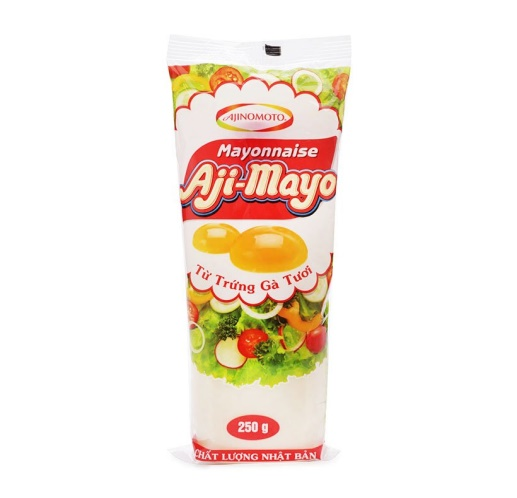 AJINOMOTO
Mayonnaise
Aji-Mayo
Từ Trứng Gà Tươi
250 g
CHẤT LƯỢNG NHẬT BẢN